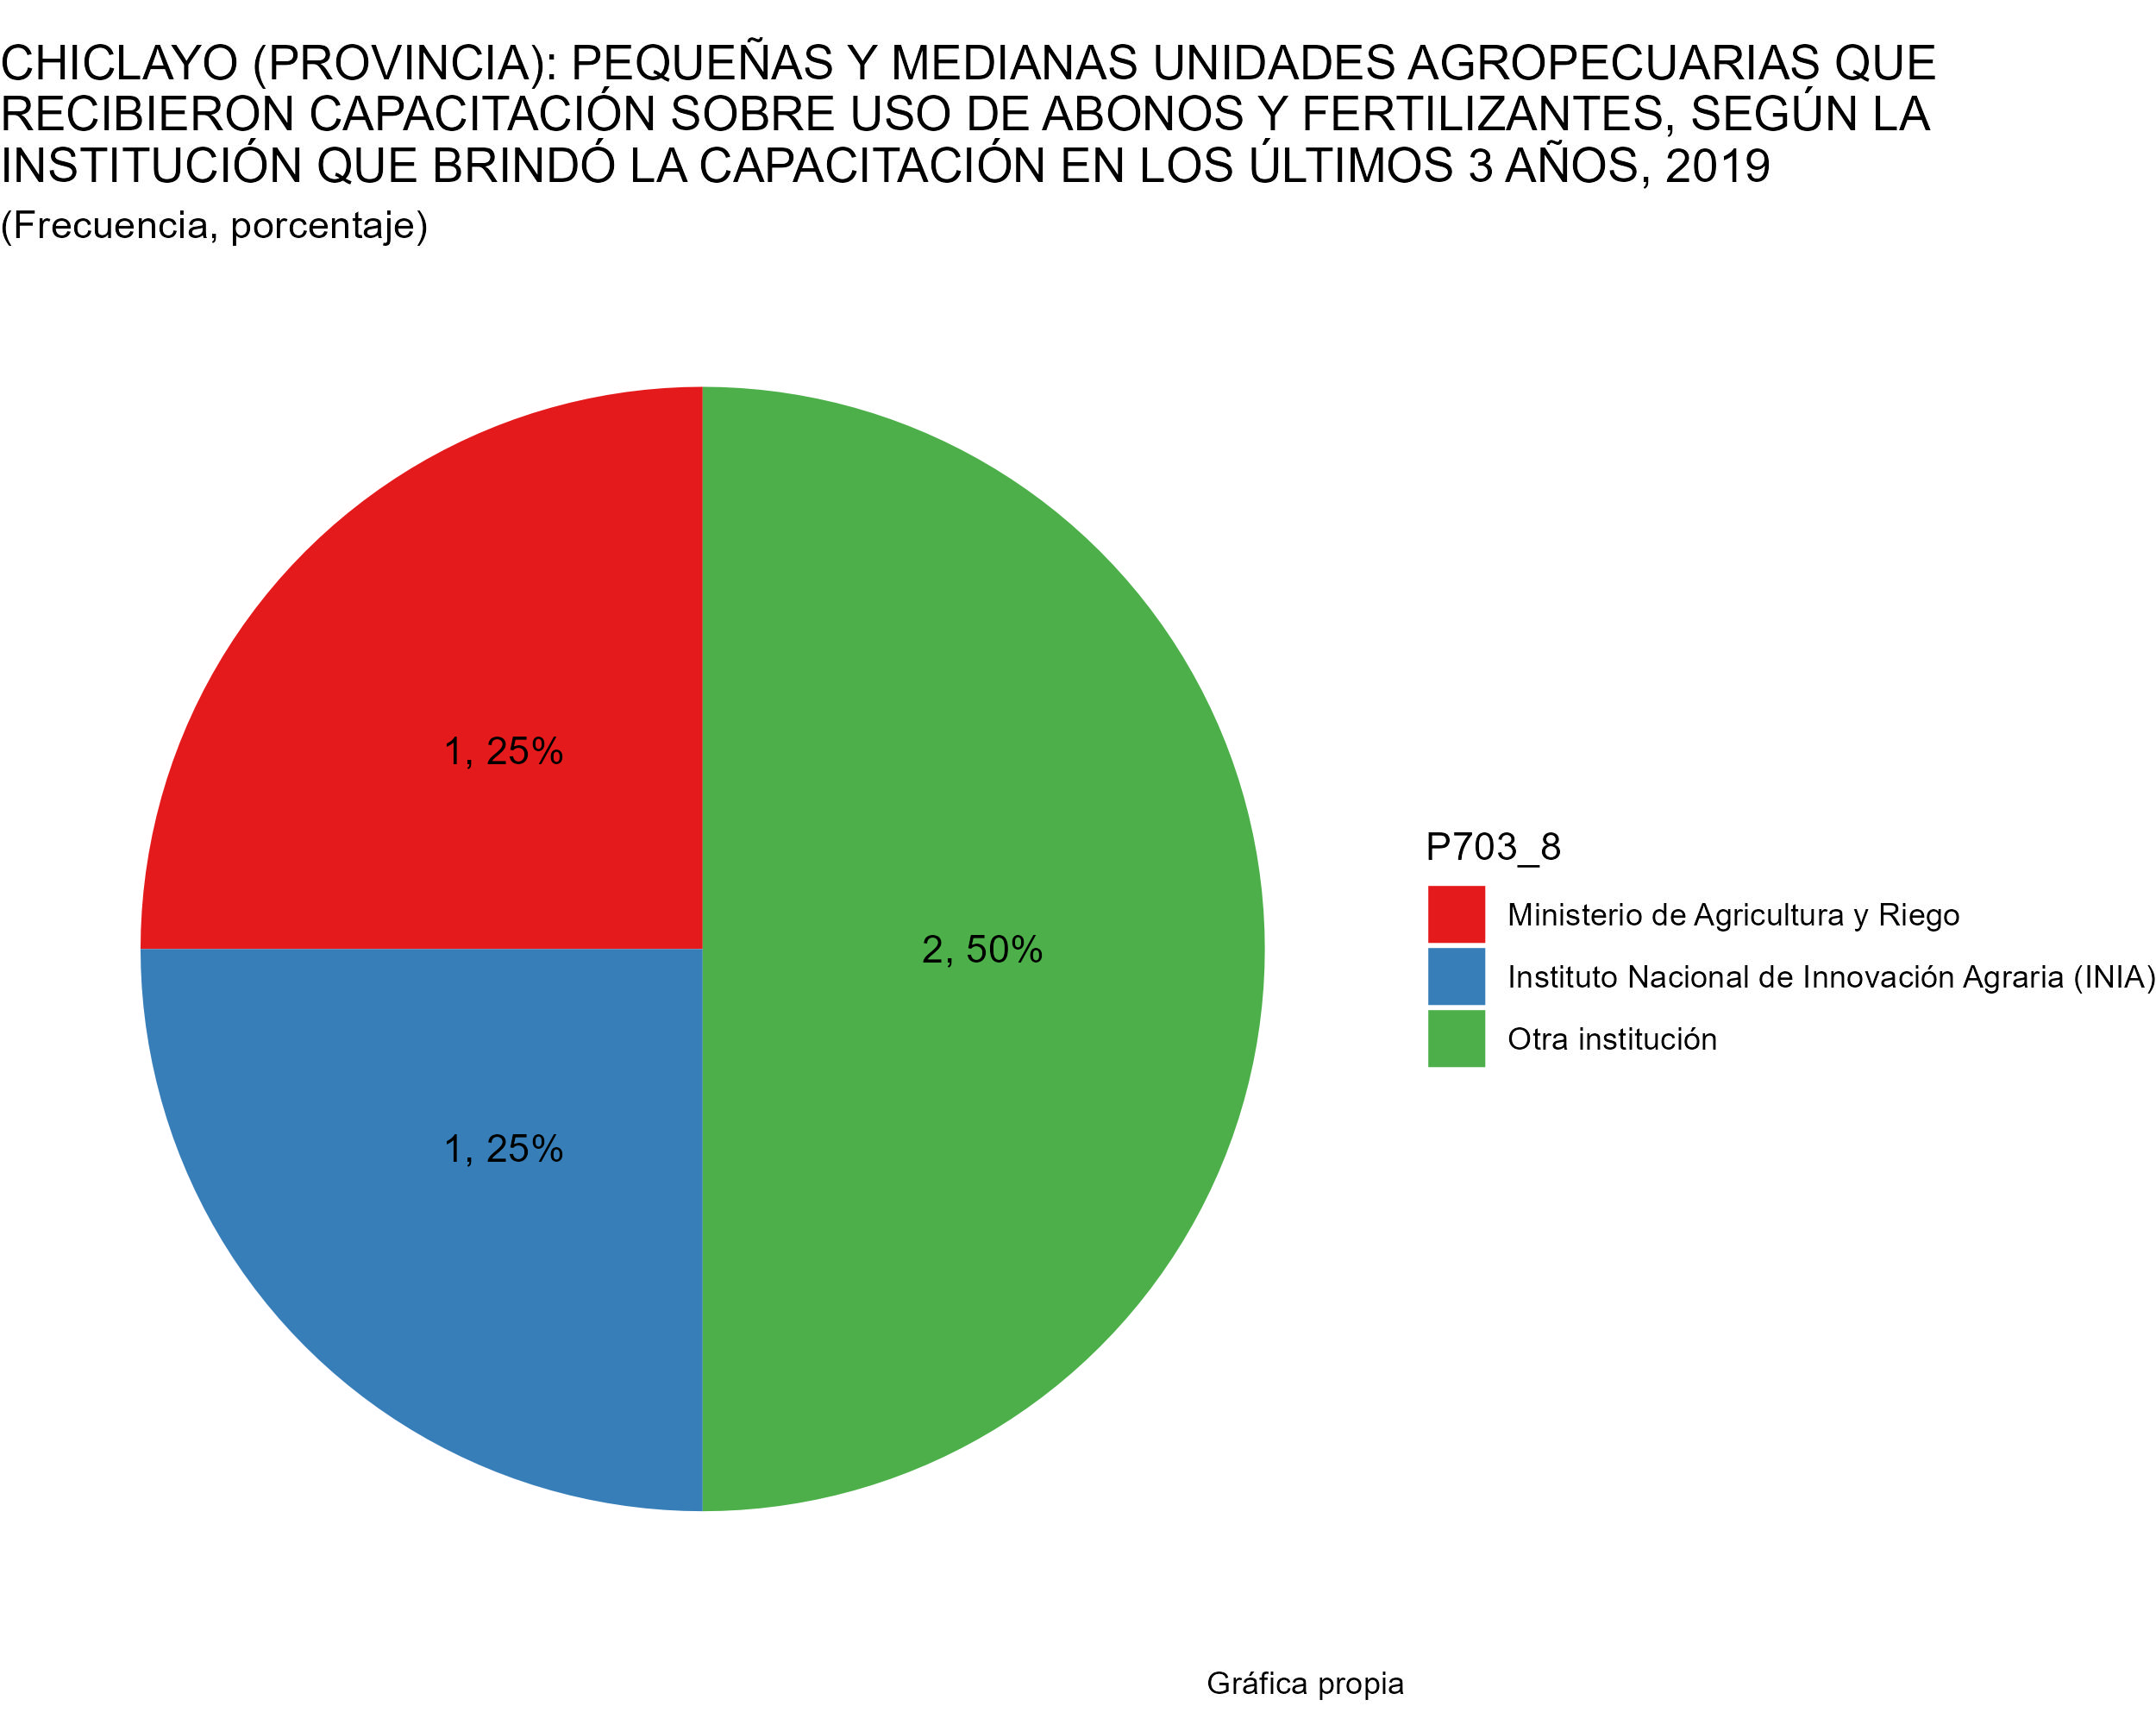 CHICLAYO (PROVINCIA): PEQUEÑAS Y MEDIANAS UNIDADES AGROPECUARIAS QUE
RECIBIERON CAPACITACIÓN SOBRE USO DE ABONOS Y FERTILIZANTES, SEGÚN LA
INSTITUCIÓN QUE BRINDÓ LA CAPACITACIÓN EN LOS ÚLTIMOS 3 AÑOS, 2019
(Frecuencia, porcentaje)
1, 25%
2, 50%
1, 25%
P703_8
Ministerio de Agricultura y Riego
Instituto Nacional de Innovación Agraria (INIA)
Otra institución
Gráfica propia